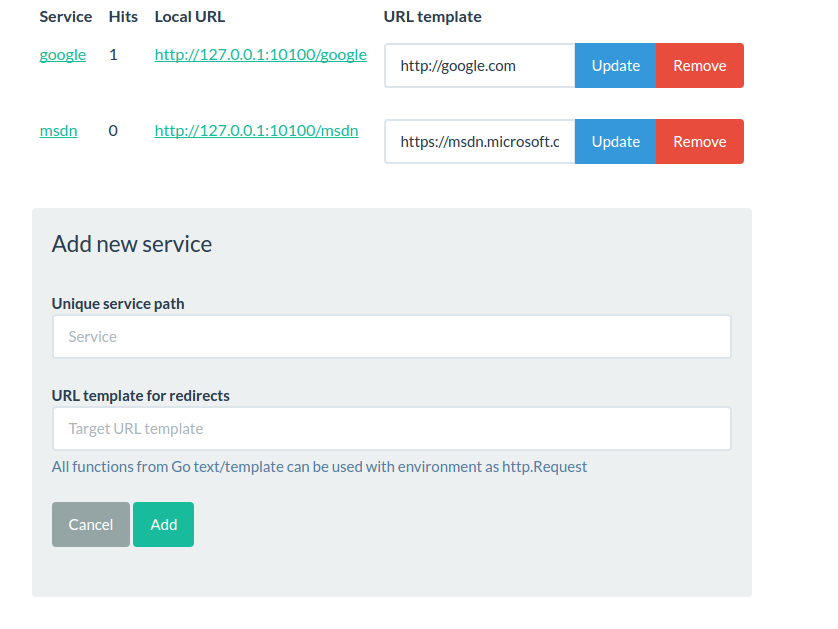 Service Hits Local URL URL template
google 1 http://127.0.0.1:10100/google http://google.com Update Remove
msdn 0 http://127.0.0.1:10100/msdn https://msdn.microsoft.c Update Remove
Add new service
Unique service path
Service
URL template for redirects
Target URL template
All functions from Go text/template can be used with environment as http.Request
Cancel Add